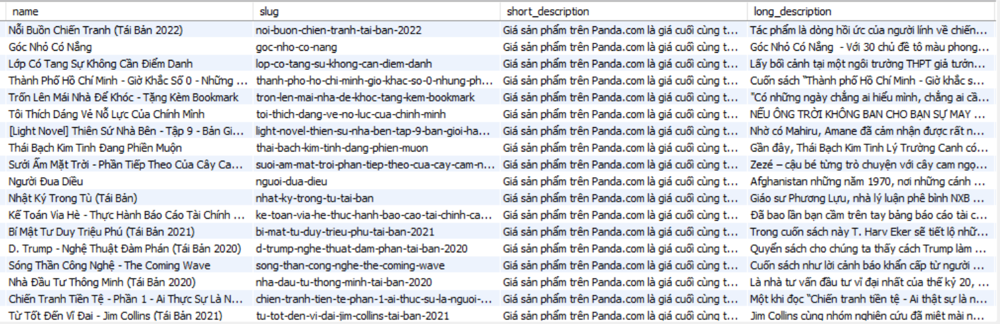 name slug short_description long_description
Nỗi Buồn Chiến Tranh (Tái Bản 2022) noi-buon-chien-tranh-tai-ban-2022 Giá sản phẩm trên Panda.com là giá cuối cùng t... Tác phẩm là dòng hồi ức của người lính về chiến...
Góc Nhỏ Có Nắng goc-nho-co-nang Giá sản phẩm trên Panda.com là giá cuối cùng t... Góc Nhỏ Có Nắng - Với 30 chủ đề tô màu phong...
Lớp Có Tang Sự Không Cần Điểm Danh lop-co-tang-su-khong-can-diem-danh Giá sản phẩm trên Panda.com là giá cuối cùng t... Lấy bối cảnh tại một ngôi trường THPT giả tưởn...
Thành Phố Hồ Chí Minh - Giờ Khắc Số 0 - Những ... thanh-pho-ho-chi-minh-gio-khac-so-0-nhung-ph... Giá sản phẩm trên Panda.com là giá cuối cùng t... Cuốn sách "Thành phố Hồ Chí Minh - Giờ khắc s...
Trốn Lên Mái Nhà Để Khóc - Tặng Kèm Bookmark tron-len-mai-nha-de-khoc-tang-kem-bookmark Giá sản phẩm trên Panda.com là giá cuối cùng t... "Có những ngày chẳng ai hiểu mình, chẳng ai cầ...
Tôi Thích Dáng Vẻ Nỗ Lực Của Chính Mình toi-thich-dang-ve-no-luc-cua-chinh-minh Giá sản phẩm trên Panda.com là giá cuối cùng t... NẾU ÔNG TRỜI KHÔNG BAN CHO BẠN SỰ MAY ...
[Light Novel] Thiên Sứ Nhà Bên - Tập 9 - Bản Gi... light-novel-thien-su-nha-ben-tap-9-ban-gioi-ha... Giá sản phẩm trên Panda.com là giá cuối cùng t... Nhờ có Mahiru, Amane đã cảm nhận được rất n...
Thái Bạch Kim Tinh Đang Phiền Muộn thai-bach-kim-tinh-dang-phien-muon Giá sản phẩm trên Panda.com là giá cuối cùng t... Gần đây, Thái Bạch Kim Tinh Lý Trường Canh có...
Sưởi Ấm Mặt Trời - Phần Tiếp Theo Của Cây Ca... suoi-am-mat-troi-phan-tiep-theo-cua-cay-cam-n... Giá sản phẩm trên Panda.com là giá cuối cùng t... Zezé – cậu bé từng trò chuyện với cây cam ngọ...
Người Đua Diều nguoi-dua-dieu Giá sản phẩm trên Panda.com là giá cuối cùng t... Afghanistan những năm 1970, nơi những cánh ...
Nhật Ký Trong Tù (Tái Bản) nhat-ky-trong-tu-tai-ban Giá sản phẩm trên Panda.com là giá cuối cùng t... Giáo sư Phương Lựu, nhà lý luận phê bình NXB ...
Kế Toán Vỉa Hè - Thực Hành Báo Cáo Tài Chính ... ke-toan-via-he-thuc-hanh-bao-cao-tai-chinh-ca... Giá sản phẩm trên Panda.com là giá cuối cùng t... Đã bao lần bạn cầm trên tay bảng báo cáo tài c...
Bí Mật Tư Duy Triệu Phú (Tái Bản 2021) bi-mat-tu-duy-trieu-phu-tai-ban-2021 Giá sản phẩm trên Panda.com là giá cuối cùng t... Trong cuốn sách này T. Harv Eker sẽ tiết lộ nhữ...
D. Trump - Nghệ Thuật Đàm Phán (Tái Bản 2020) d-trump-nghe-thuat-dam-phan-tai-ban-2020 Giá sản phẩm trên Panda.com là giá cuối cùng t... Quyển sách cho chúng ta thấy cách Trump làm ...
Sóng Thần Công Nghệ - The Coming Wave song-than-cong-nghe-the-coming-wave Giá sản phẩm trên Panda.com là giá cuối cùng t... Cuốn sách như lời cảnh báo khẩn cấp từ người ...
Nhà Đầu Tư Thông Minh (Tái Bản 2020) nha-dau-tu-thong-minh-tai-ban-2020 Giá sản phẩm trên Panda.com là giá cuối cùng t... Là nhà tư vấn đầu tư vĩ đại nhất của thế kỷ 20, ...
Chiến Tranh Tiền Tệ - Phần 1 - Ai Thực Sự Là N... chien-tranh-tien-te-phan-1-ai-thuc-su-la-nguoi-... Giá sản phẩm trên Panda.com là giá cuối cùng t... Một khi đọc "Chiến tranh tiền tệ - Ai thật sự là n...
Từ Tốt Đến Vĩ Đại - Jim Collins (Tái Bản 2021) tu-tot-den-vi-dai-jim-collins-tai-ban-2021 Giá sản phẩm trên Panda.com là giá cuối cùng t... Jim Collins cùng nhóm nghiên cứu đã miệt mài n...